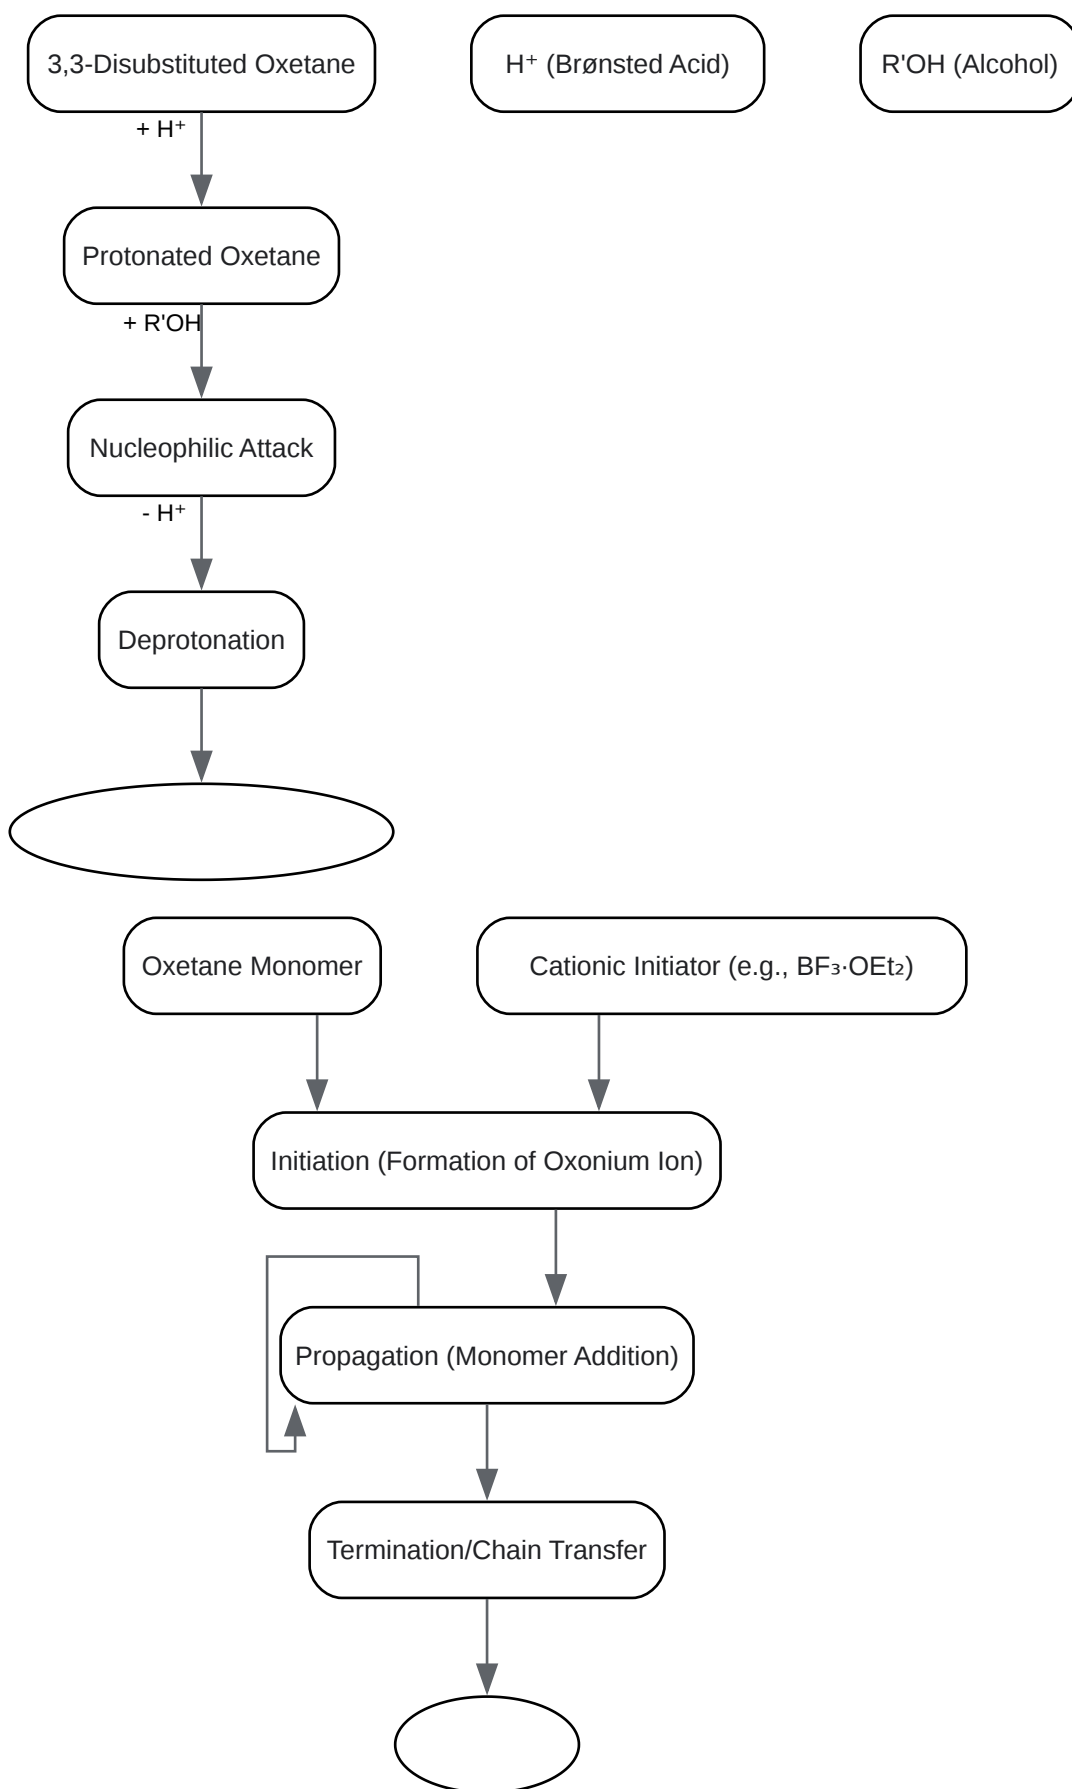 3,3-Disubstituted Oxetane
H⁺ (Brønsted Acid)
R'OH (Alcohol)
+ H⁺
Protonated Oxetane
+ R'OH
Nucleophilic Attack
- H⁺
Deprotonation
Oxetane Monomer
Cationic Initiator (e.g., BF₃·OEt₂)
Initiation (Formation of Oxonium Ion)
Propagation (Monomer Addition)
Termination/Chain Transfer